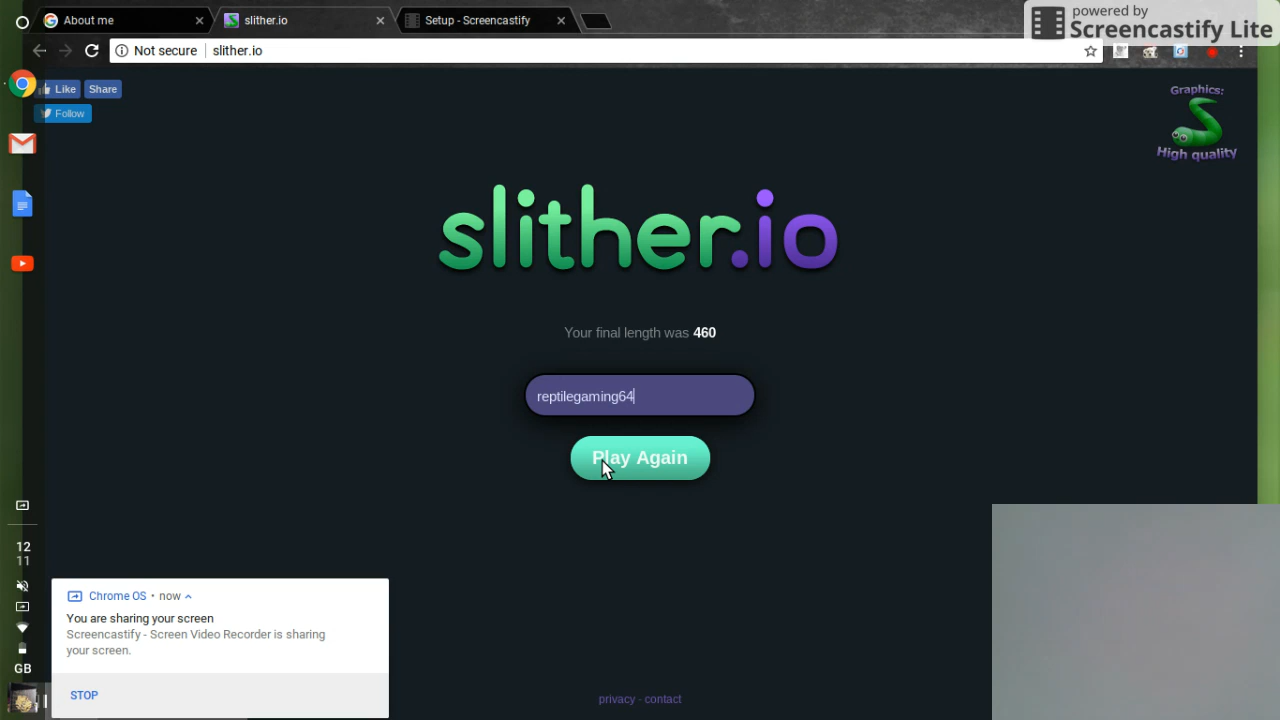 About me
slither.io
Setup - Screencastify
powered by
Screencastify Lite
Not secure
slither.io
Like
Share
Follow
Graphics:
High quality
slither.io
Your final length was 460
reptilegaming64
Play Again
12
11
GB
Chrome OS • now
You are sharing your screen
Screencastify - Screen Video Recorder is sharing
your screen.
STOP
privacy · contact